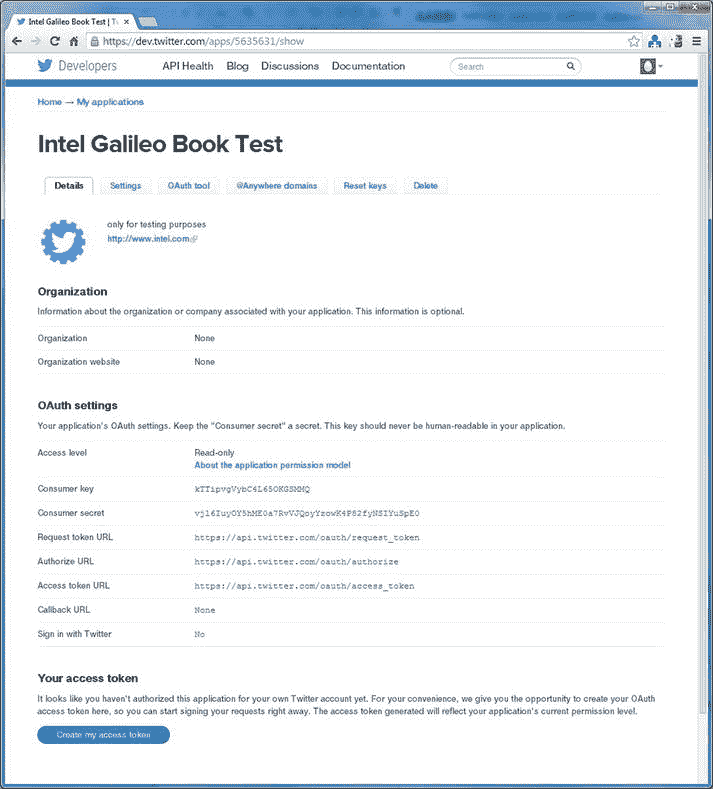 Intel Galileo Book Test | Tw
https://dev.twitter.com/apps/5635631/show
Developers API Health Blog Discussions Documentation Search
Home → My applications
Intel Galileo Book Test
Details Settings OAuth tool @Anywhere domains Reset keys Delete
only for testing purposes
http://www.intel.com
Organization
Information about the organization or company associated with your application. This information is optional.
Organization None
Organization website None
OAuth settings
Your application's OAuth settings. Keep the "Consumer secret" a secret. This key should never be human-readable in your application.
Access level Read-only
About the application permission model
Consumer key
Consumer secret
Request token URL https://api.twitter.com/oauth/request_token
Authorize URL https://api.twitter.com/oauth/authorize
Access token URL https://api.twitter.com/oauth/access_token
Callback URL None
Sign in with Twitter No
Your access token
It looks like you haven't authorized this application for your own Twitter account yet. For your convenience, we give you the opportunity to create your OAuth
access token here, so you can start signing your requests right away. The access token generated will reflect your application's current permission level.
Create my access token